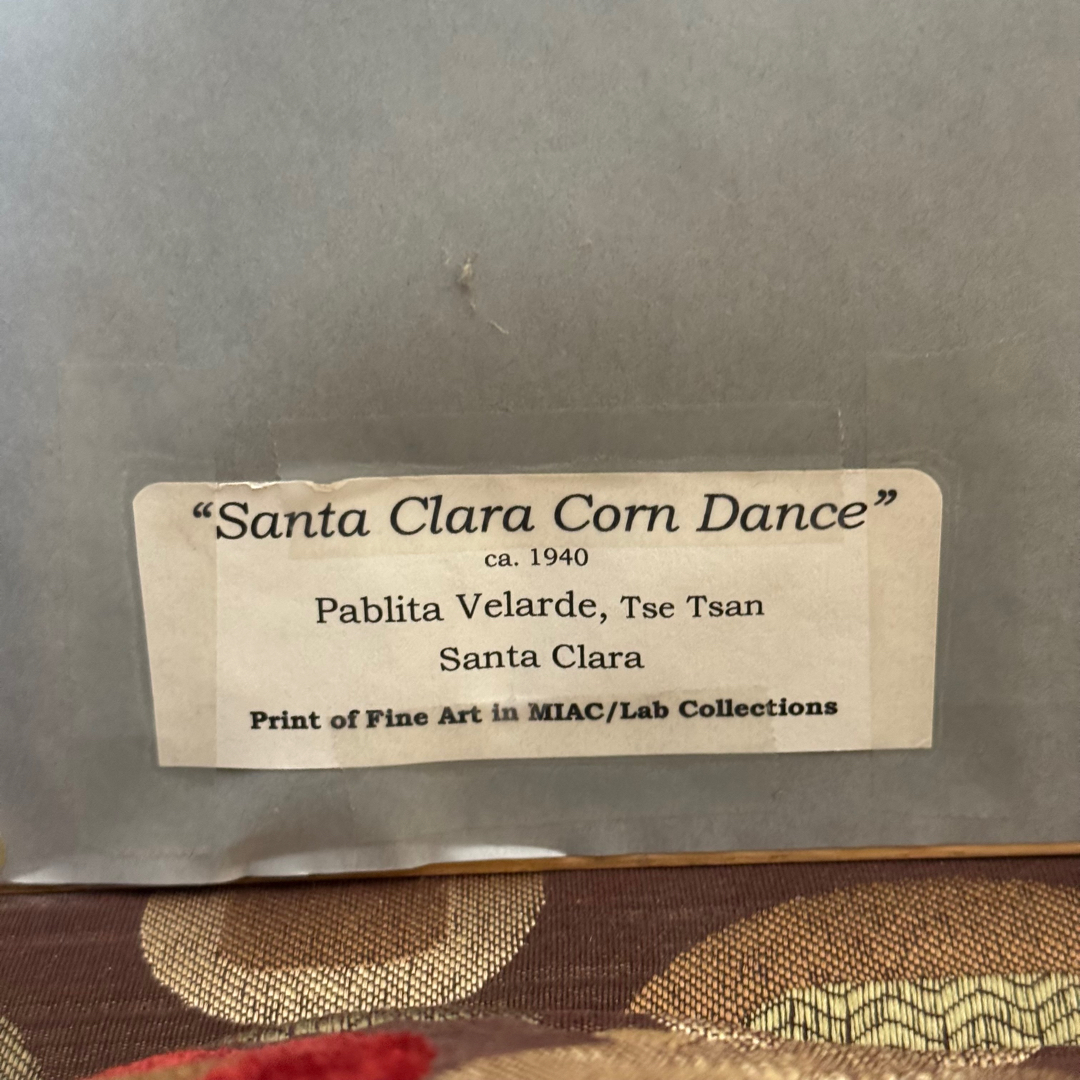 “Santa Clara Corn Dance”
ca. 1940
Pablita Velarde, Tse Tsan
Santa Clara
Print of Fine Art in MIAC/Lab Collections